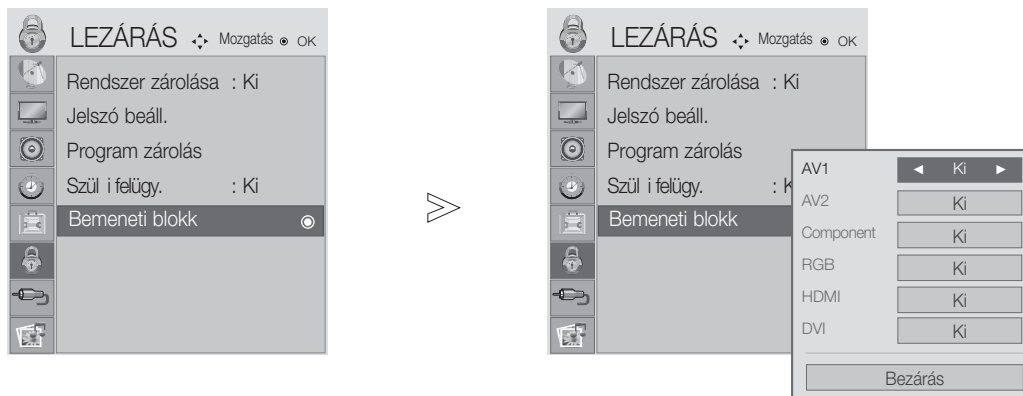 LEZÁRÁS Mozgatás OK
Rendszer zárolása : Ki
Jelszó beáll.
Program zárolás
Szül i felügy. : Ki
Bemeneti blokk
LEZÁRÁS Mozgatás OK
Rendszer zárolása : Ki
Jelszó beáll.
Program zárolás
Szül i felügy. :
Bemeneti blokk
AV1 ◄ Ki ►
AV2 Ki
Component Ki
RGB Ki
HDMI Ki
DVI Ki
Bezárás